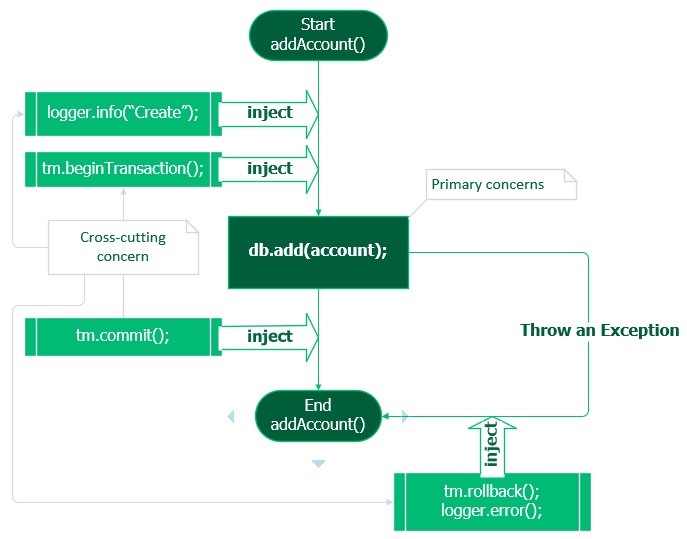 Start
addAccount()
logger.info(“Create”);
inject
tm.beginTransaction();
inject
Primary concerns
Cross-cutting
concern
db.add(account);
tm.commit();
inject
Throw an Exception
End
addAccount()
inject
tm.rollback();
logger.error();